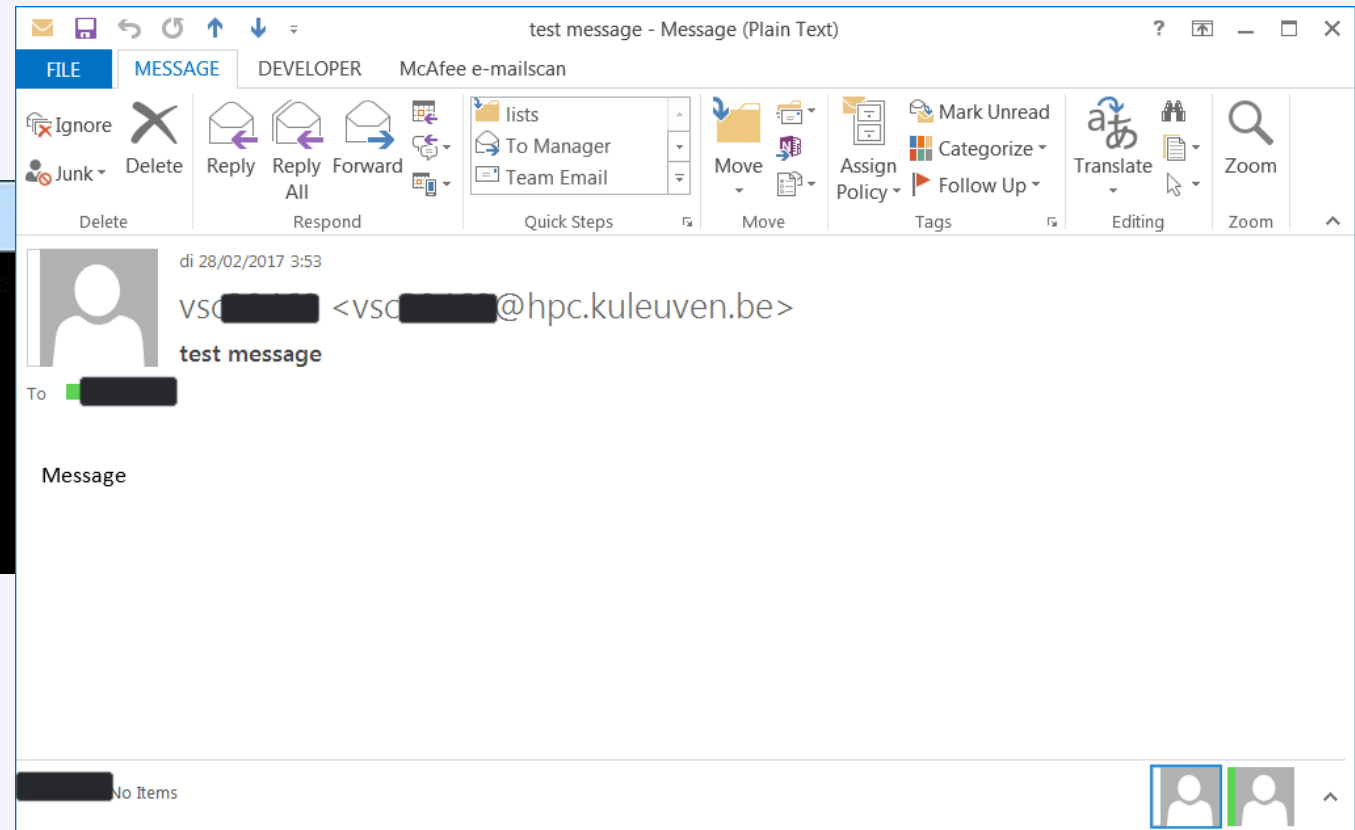 test message - Message (Plain Text) ?
FILE MESSAGE DEVELOPER McAfee e-mailscan
Ignore
Junk
Delete
Delete
Reply
Reply
All
Forward
Respond
lists
To Manager
Team Email
Quick Steps
Move
Move
Assign
Policy
Mark Unread
Categorize
Follow Up
Tags
Translate
Editing
Zoom
Zoom
di 28/02/2017 3:53
vsc <vsc @hpc.kuleuven.be>
test message
To
Message
No Items